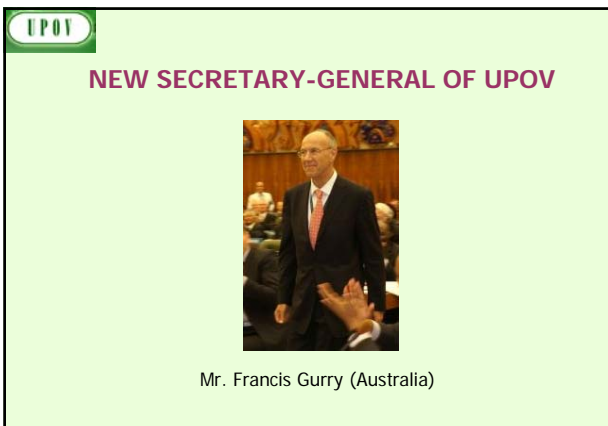 UPOV
NEW SECRETARY-GENERAL OF UPOV
Mr. Francis Gurry (Australia)